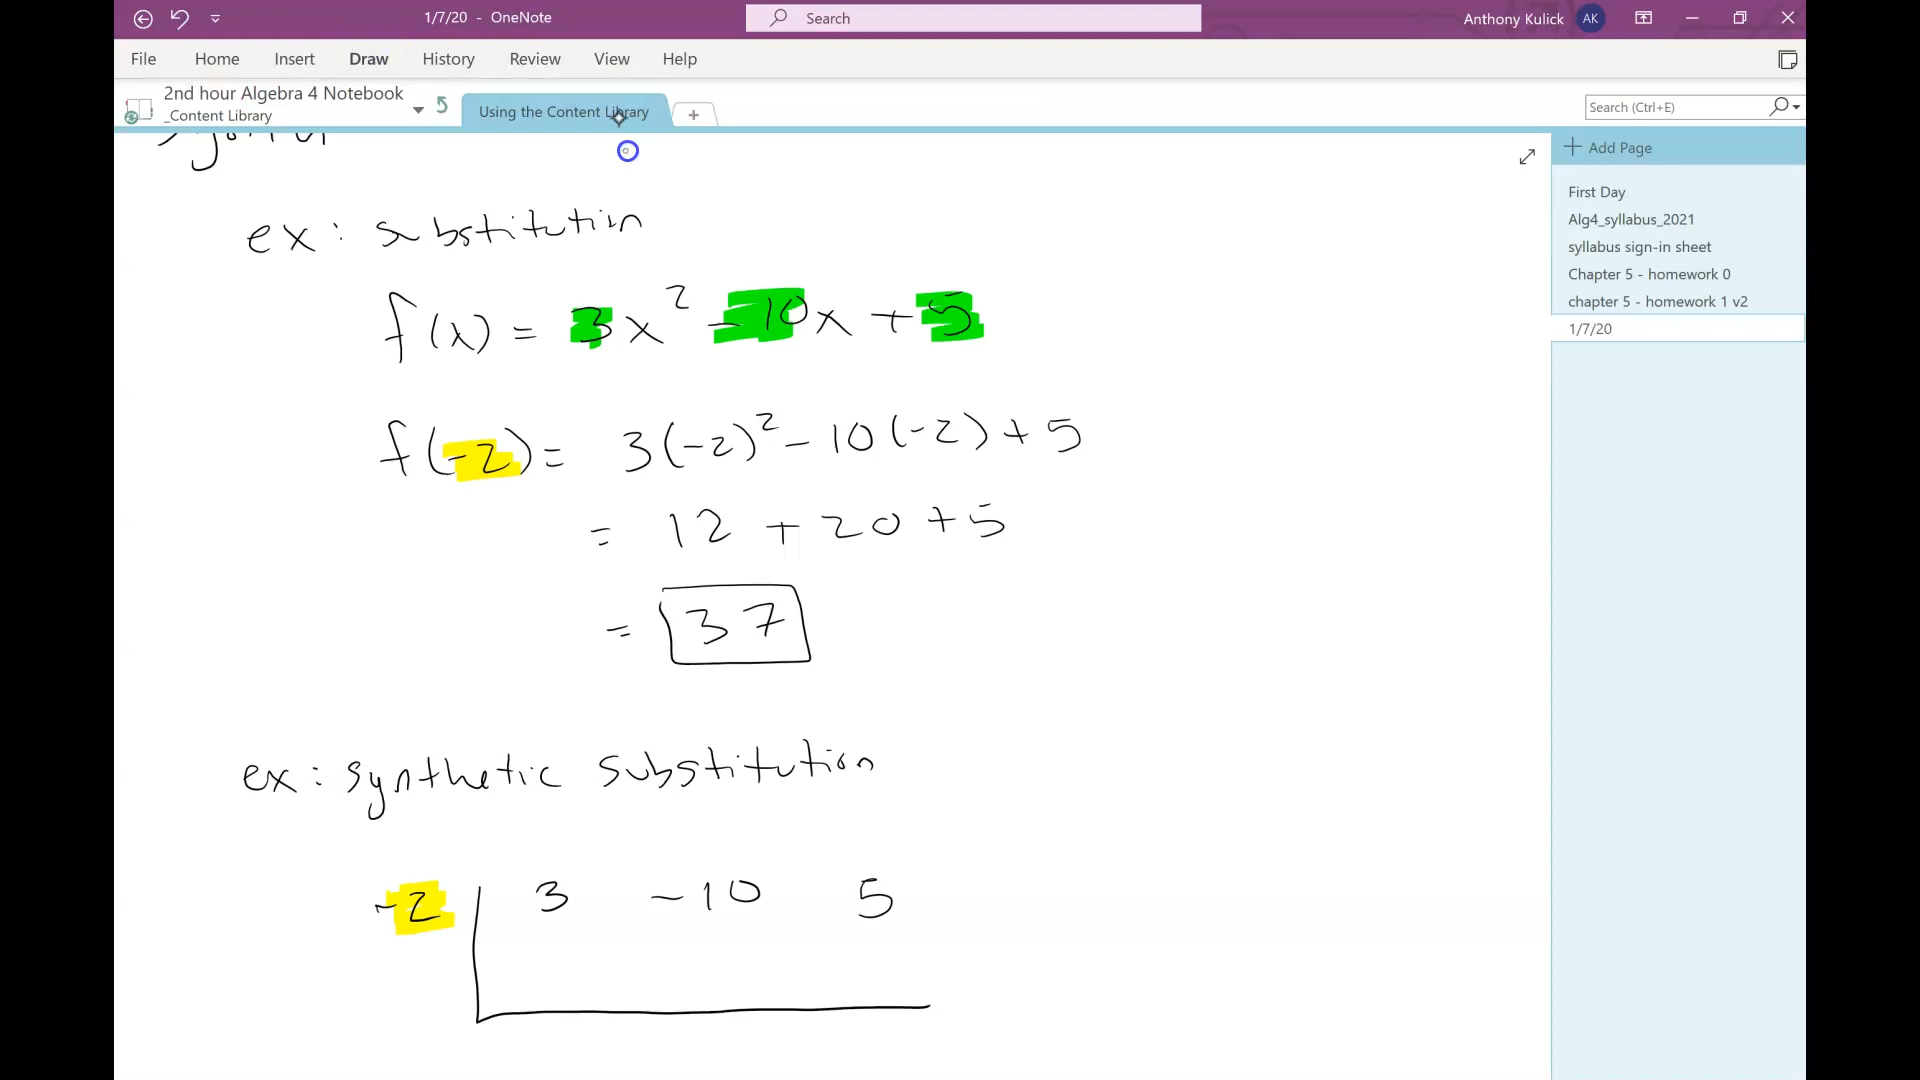 1/7/20 - OneNote
Search
Anthony Kulick AK
File Home Insert Draw History Review View Help
2nd hour Algebra 4 Notebook
_Content Library
Using the Content Library
Search (Ctrl+E)
Add Page
First Day
Alg4_syllabus_2021
syllabus sign-in sheet
Chapter 5 - homework 0
chapter 5 - homework 1 v2
1/7/20
ex: substitution
f(x) = 3x² -10x + 5
f(-2) = 3(-2)² - 10(-2) + 5
= 12 + 20 + 5
= 37
ex: synthetic substitution
-2 3 -10 5